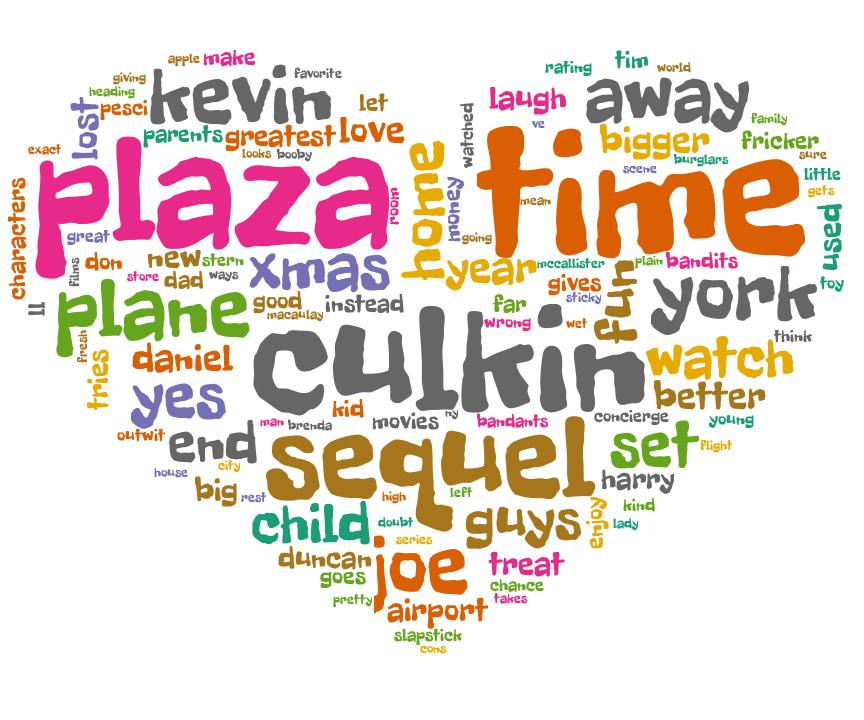 apple make
giving favorite
heading kevin let
lost pesci
parents greatest love
exact looks booby
plaza
characters great room
films don new stern
store dad ways xmas
ll plane good instead
macaulay
fresh tries daniel
yes
outwit end
house city
big rest
rating tim world
watched laugh away
ve family
bigger fricker
burglars sure
scene little
home money time gets
mean used
going
year mccallister plain bandits toy
gives
sticky
far fun york
wrong wet think
culkin watch
better
kid movies ny bandants concierge young
man brenda
sequel set flight
harry
high left
child doubt guys enjoy kind
lady
series
duncan joe treat
goes chance
pretty takes
airport
slapstick
cons